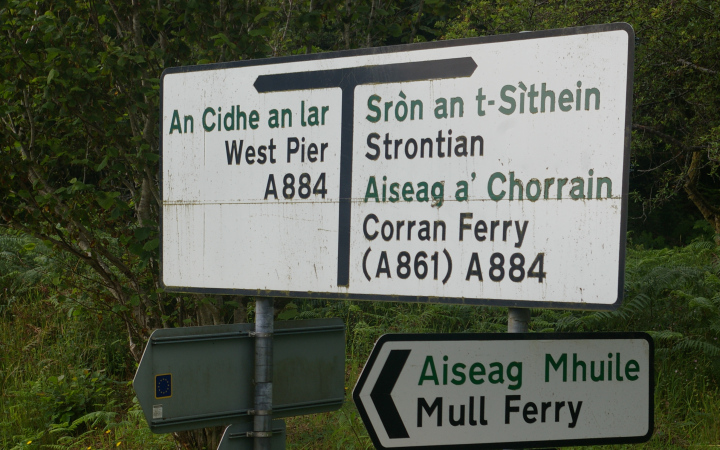 An Cidhe an Iar
West Pier
A884
Sròn an t-Sìthein
Strontian
Aiseag a' Chorrain
Corran Ferry
(A861) A884
Aiseag Mhuile
Mull Ferry